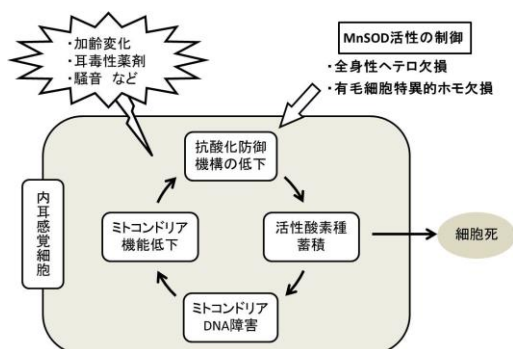 ・加齢変化
・耳毒性薬剤
・騒音 など
MnSOD活性の制御
・全身性ヘテロ欠損
・有毛細胞特異的ホモ欠損
抗酸化防御
機構の低下
内耳感覚細胞
ミトコンドリア
機能低下
活性酸素種
蓄積
細胞死
ミトコンドリア
DNA障害